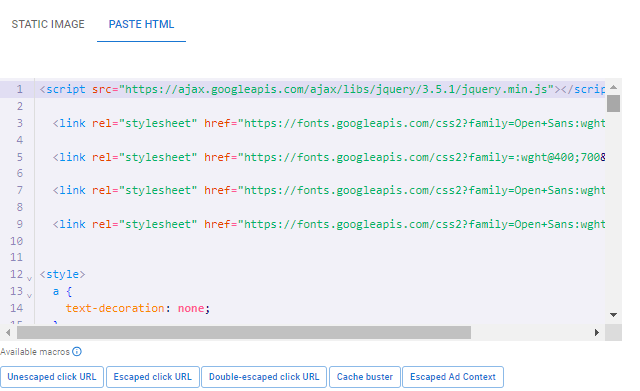 STATIC IMAGE PASTE HTML
1 <script src="https://ajax.googleapis.com/ajax/libs/jquery/3.5.1/jquery.min.js"></scrip
2
3 <link rel="stylesheet" href="https://fonts.googleapis.com/css2?family=Open+Sans:wght
4
5 <link rel="stylesheet" href="https://fonts.googleapis.com/css2?family=:wght@400;700&
6
7 <link rel="stylesheet" href="https://fonts.googleapis.com/css2?family=Open+Sans:wght
8
9 <link rel="stylesheet" href="https://fonts.googleapis.com/css2?family=Open+Sans:wght
10
11
12 <style>
13 a {
14 text-decoration: none;
15 }
Available macros
Unescaped click URL Escaped click URL Double-escaped click URL Cache buster Escaped Ad Context